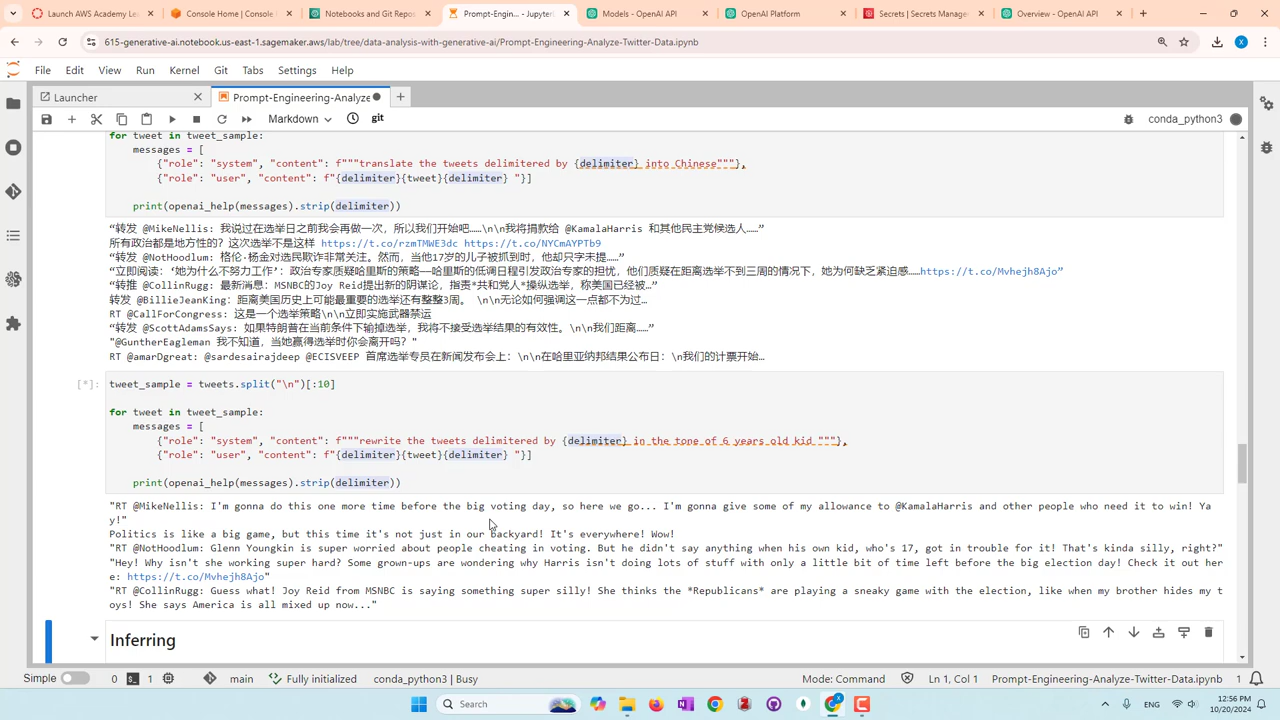 Launch AWS Academy Le
Console Home | Console
Notebooks and Git Repos
Prompt-Engin... - Jupyter
Models - OpenAI API
OpenAI Platform
Secrets | Secrets Manage
Overview - OpenAI API
615-generative-ai.notebook.us-east-1.sagemaker.aws/lab/tree/data-analysis-with-generative-ai/Prompt-Engineering-Analyze-Twitter-Data.ipynb
File Edit View Run Kernel Git Tabs Settings Help
Launcher
Prompt-Engineering-Analyze
Markdown
git
conda_python3
for tweet in tweet_sample:
messages = [
{"role": "system", "content": f"""translate the tweets delimitered by {delimiter} into Chinese"""},
{"role": "user", "content": f"{delimiter}{tweet}{delimiter} "}]
print(openai_help(messages).strip(delimiter))
“转发 @MikeNellis: 我说过在选举日之前我会再做一次，所以我们开始吧……\n\n我将捐款给 @KamalaHarris 和其他民主党候选人……”
所有政治都是地方性的？这次选举不是这样 https://t.co/rzmTMWE3dc https://t.co/NYCmAYPTb9
“转发 @NotHoodlum: 格伦·杨金对选民欺诈非常关注。然而，当他17岁的儿子被抓到时，他却只字未提……”
“立即阅读：‘她为什么不努力工作’：政治专家质疑哈里斯的策略——哈里斯的低调日程引发政治专家的担忧，他们质疑在距离选举不到三周的情况下，她为何缺乏紧迫感……https://t.co/Mvhejh8Ajo”
“转推 @CollinRugg: 最新消息：MSNBC的Joy Reid提出新的阴谋论，指责*共和党人*操纵选举，称美国已经被…”
转发 @BillieJeanKing: 距离美国历史上可能最重要的选举还有整整3周。 \n\n无论如何强调这一点都不为过…
RT @CallForCongress: 这是一个选举策略\n\n立即实施武器禁运
“转发 @ScottAdamsSays: 如果特朗普在当前条件下输掉选举，我将不接受选举结果的有效性。\n\n我们距离…”
"@GuntherEagleman 我不知道，当她赢得选举时你会离开吗？"
RT @amarDgreat: @sardesairajdeep @ECISVEEP 首席选举专员在新闻发布会上：\n\n在哈里亚纳邦结果公布日：\n我们的计票开始…
[*]:
tweet_sample = tweets.split("\n")[:10]
for tweet in tweet_sample:
messages = [
{"role": "system", "content": f"""rewrite the tweets delimitered by {delimiter} in the tone of 6 years old kid """},
{"role": "user", "content": f"{delimiter}{tweet}{delimiter} "}]
print(openai_help(messages).strip(delimiter))
"RT @MikeNellis: I'm gonna do this one more time before the big voting day, so here we go... I'm gonna give some of my allowance to @KamalaHarris and other people who need it to win! Ya
y!"
Politics is like a big game, but this time it's not just in our backyard! It's everywhere! Wow!
"RT @NotHoodlum: Glenn Youngkin is super worried about people cheating in voting. But he didn't say anything when his own kid, who's 17, got in trouble for it! That's kinda silly, right?"
"Hey! Why isn't she working super hard? Some grown-ups are wondering why Harris isn't doing lots of stuff with only a little bit of time left before the big election day! Check it out her
e: https://t.co/Mvhejh8Ajo"
"RT @CollinRugg: Guess what! Joy Reid from MSNBC is saying something super silly! She thinks the *Republicans* are playing a sneaky game with the election, like when my brother hides my t
oys! She says America is all mixed up now..."
Inferring
Simple 0 1 main Fully initialized conda_python3 | Busy Mode: Command Ln 1, Col 1 Prompt-Engineering-Analyze-Twitter-Data.ipynb 1
Search
ENG
12:56 PM
10/20/2024